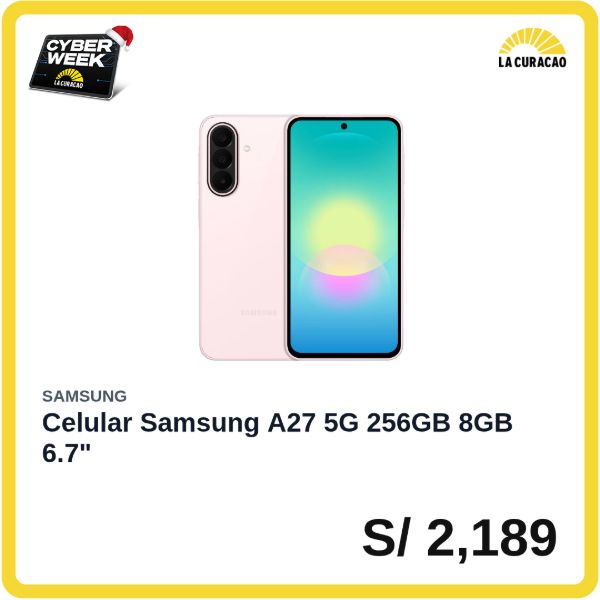 CYBER
WEEK
LA CURACAO
LA CURACAO
SAMSUNG
SAMSUNG
Celular Samsung A27 5G 256GB 8GB
6.7"
S/ 2,189